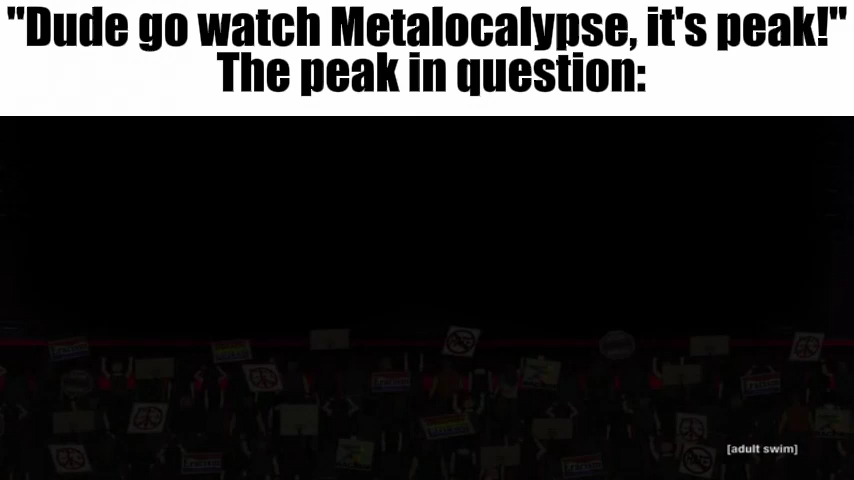 "Dude go watch Metalocalypse, it's peak!"
The peak in question:
[adult swim]